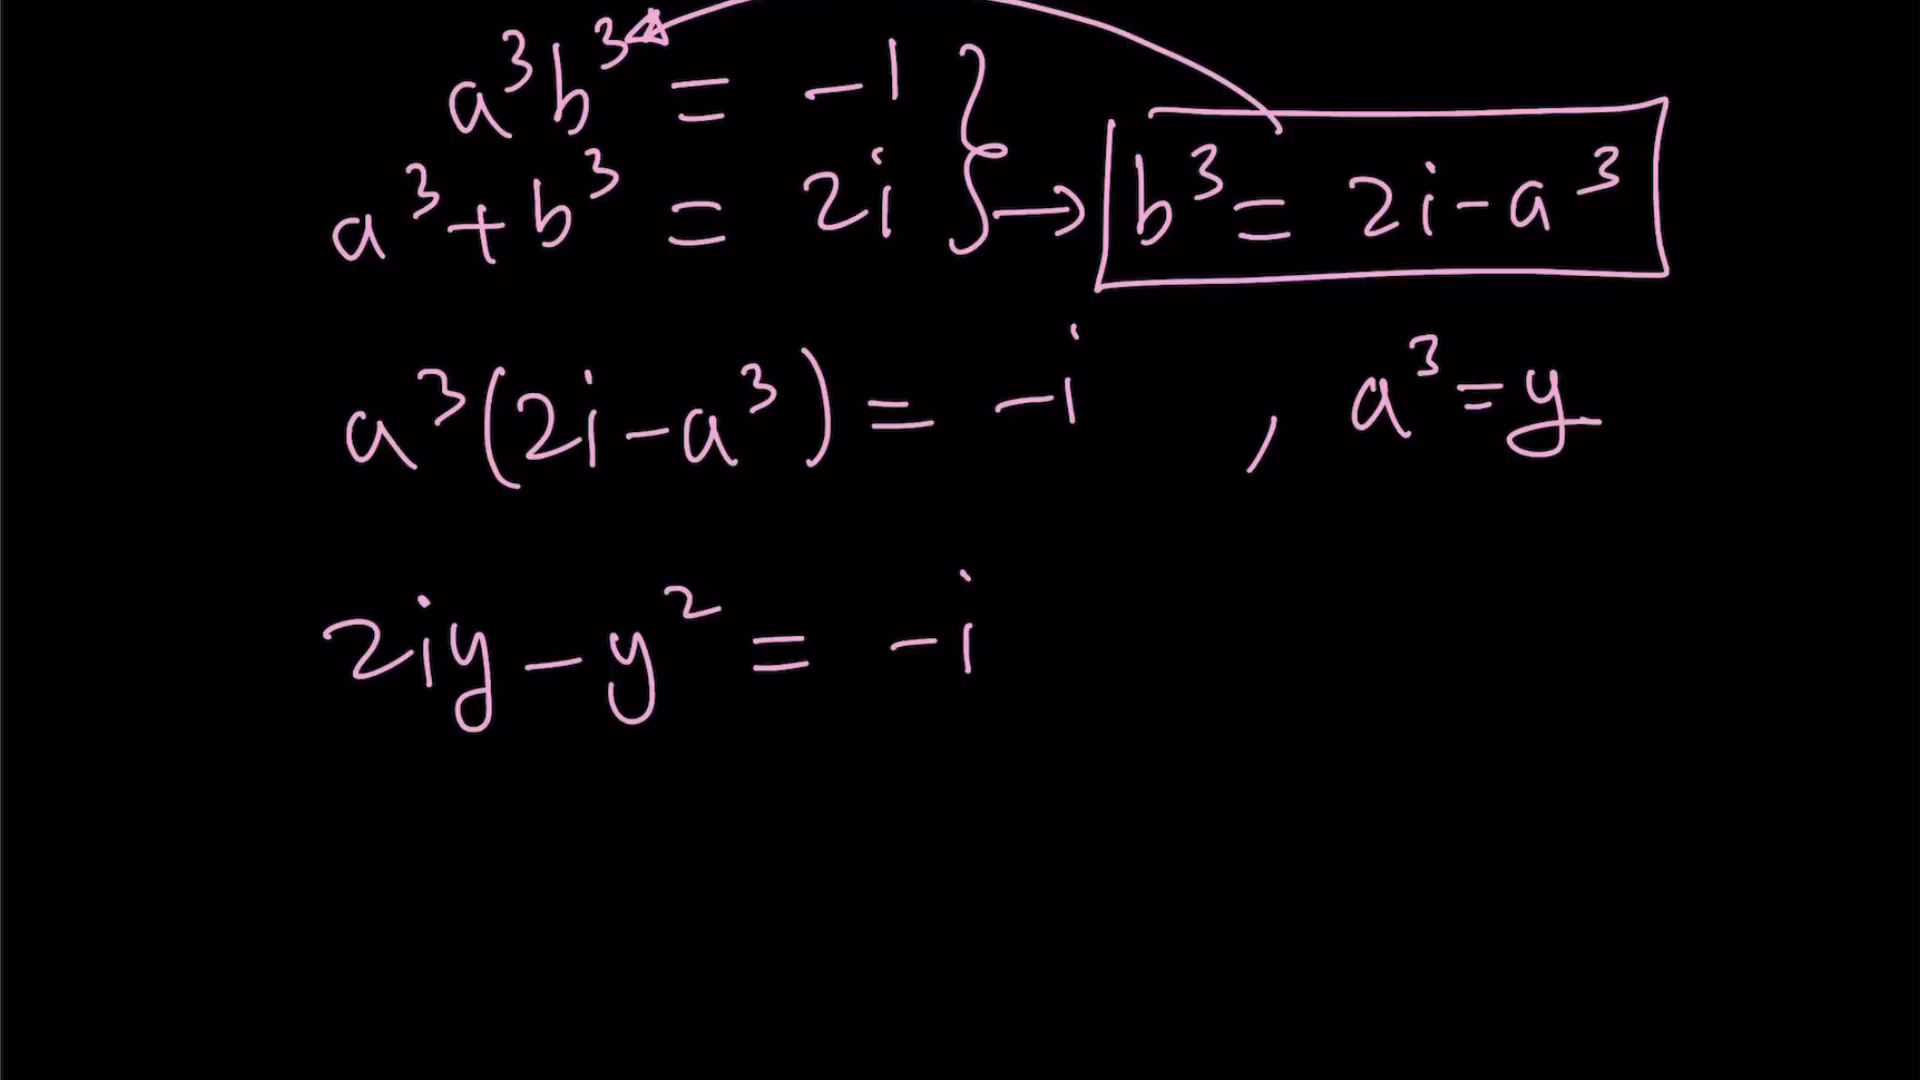 a³b³ = -1
a³+b³ = 2i } → b³ = 2i-a³
a³(2i-a³) = -i , a³=y
2iy-y² = -i